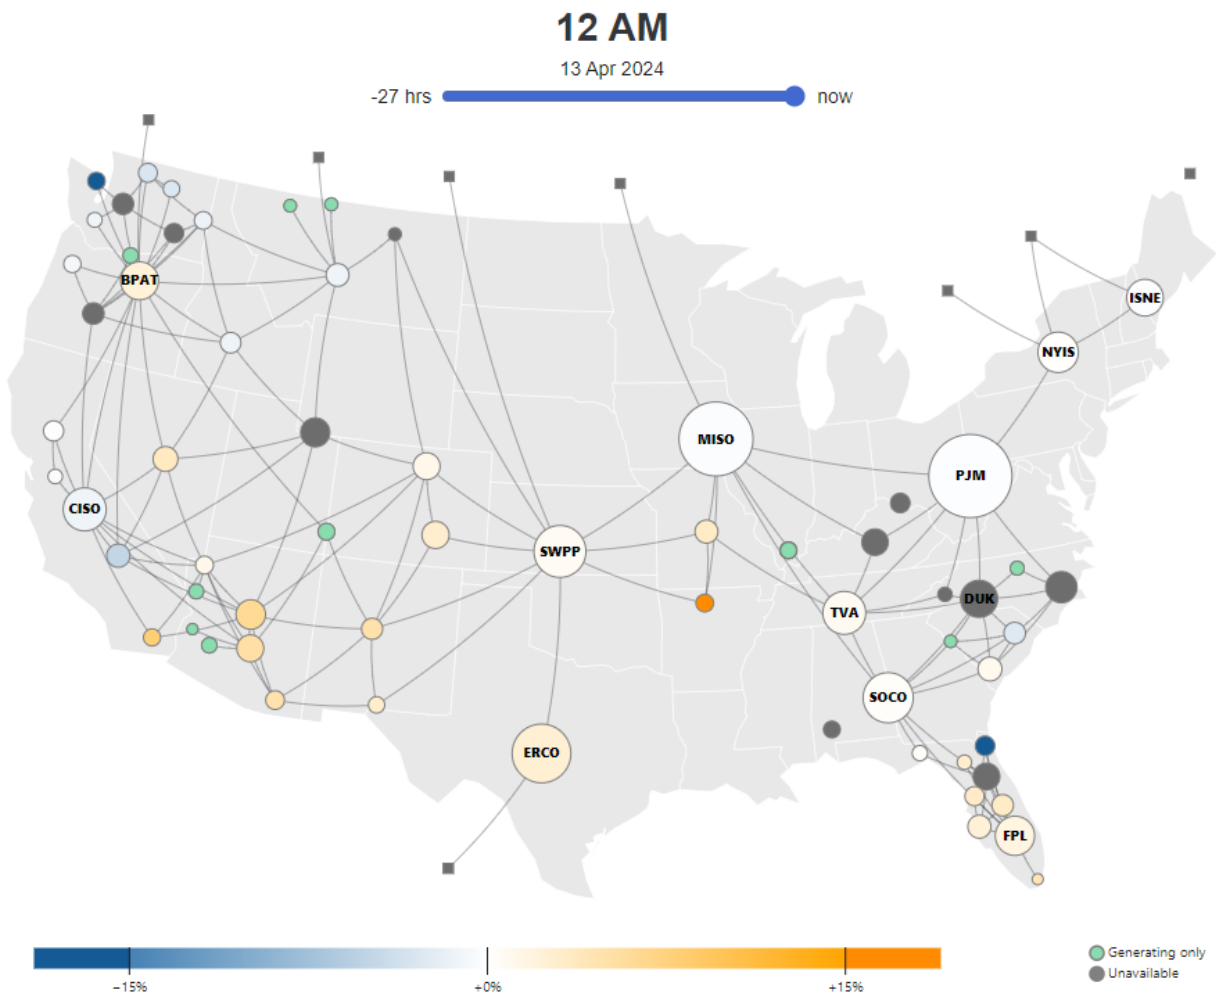 12 AM
13 Apr 2024
-27 hrs now
BPAT
ISNE
NYIS
MISO
PJM
CISO
SWPP
DUK
TVA
SOCO
ERCO
FPL
Generating only
Unavailable
−15% +0% +15%